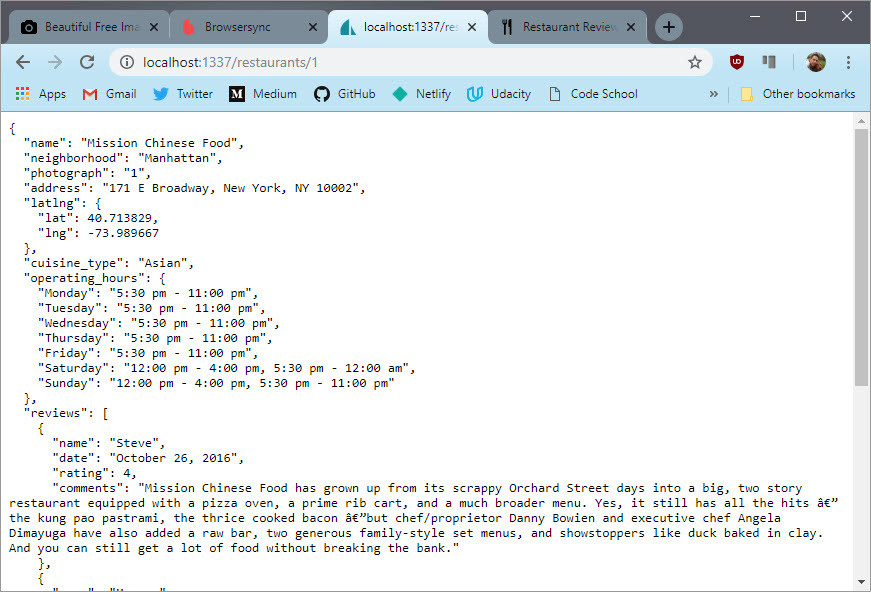 Beautiful Free Ima
Browsersync
localhost:1337/res
Restaurant Review
localhost:1337/restaurants/1
Apps
Gmail
Twitter
Medium
GitHub
Netlify
Udacity
Code School
»
Other bookmarks
{
"name": "Mission Chinese Food",
"neighborhood": "Manhattan",
"photograph": "1",
"address": "171 E Broadway, New York, NY 10002",
"latlng": {
"lat": 40.713829,
"lng": -73.989667
},
"cuisine_type": "Asian",
"operating_hours": {
"Monday": "5:30 pm - 11:00 pm",
"Tuesday": "5:30 pm - 11:00 pm",
"Wednesday": "5:30 pm - 11:00 pm",
"Thursday": "5:30 pm - 11:00 pm",
"Friday": "5:30 pm - 11:00 pm",
"Saturday": "12:00 pm - 4:00 pm, 5:30 pm - 12:00 am",
"Sunday": "12:00 pm - 4:00 pm, 5:30 pm - 11:00 pm"
},
"reviews": [
{
"name": "Steve",
"date": "October 26, 2016",
"rating": 4,
"comments": "Mission Chinese Food has grown up from its scrappy Orchard Street days into a big, two story
restaurant equipped with a pizza oven, a prime rib cart, and a much broader menu. Yes, it still has all the hits â€”
the kung pao pastrami, the thrice cooked bacon â€”but chef/proprietor Danny Bowien and executive chef Angela
Dimayuga have also added a raw bar, two generous family-style set menus, and showstoppers like duck baked in clay.
And you can still get a lot of food without breaking the bank."
},
{